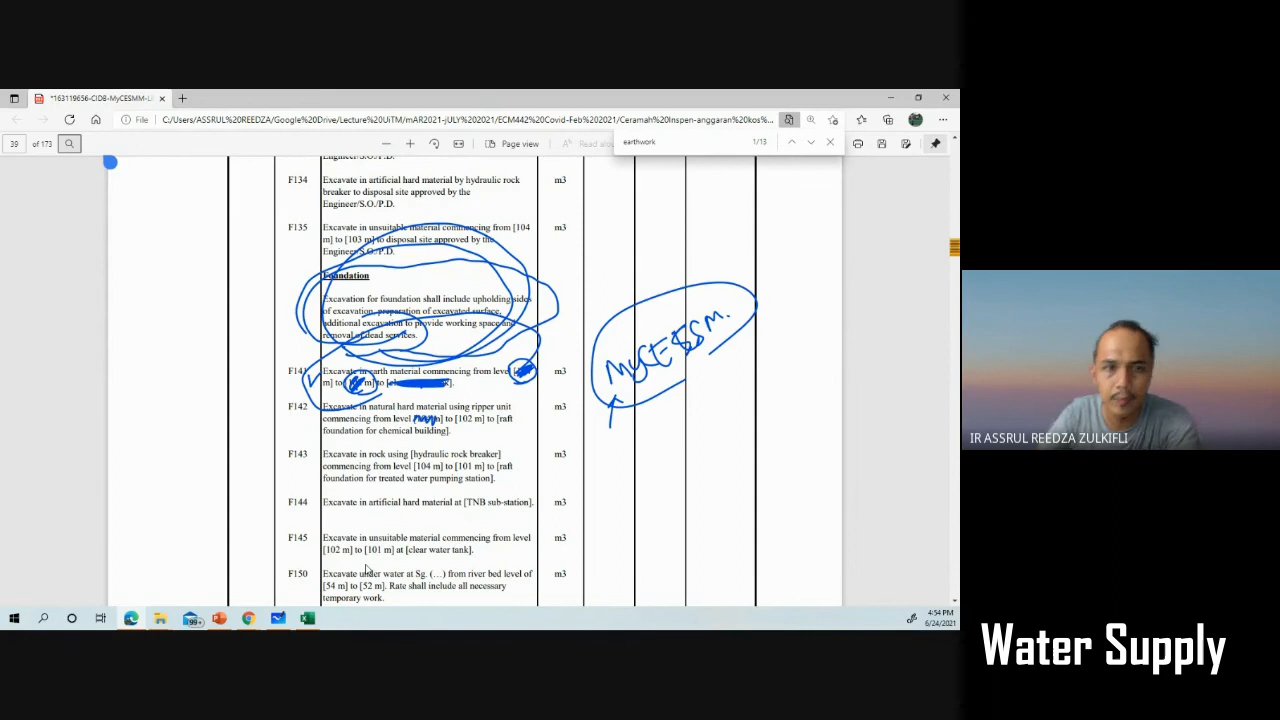 *163119656-CIDB-MyCESMM-Li
File
C:/Users/ASSRUL%20REEDZA/Google%20Drive/Lecture%20UiTM/mAR2021-jULY%202021/ECM442%20Covid-Feb%202021/Ceramah%20Inspen-anggaran%20kos%...
39 of 173
Page view
Read alou
earthwork
1/13
Engineer/S.O./P.D.
F134 Excavate in artificial hard material by hydraulic rock m3
breaker to disposal site approved by the
Engineer/S.O./P.D.
F135 Excavate in unsuitable material commencing from [104 m3
m] to [103 m] to disposal site approved by the
Engineer/S.O./P.D.
Foundation
Excavation for foundation shall include upholding sides
of excavation, preparation of excavated surface,
additional excavation to provide working space and
removal of dead services.
MyCESSM.
F141 Excavate in earth material commencing from level m3
m] to m] to
F142 Excavate in natural hard material using ripper unit m3
commencing from level m] to [102 m] to [raft
foundation for chemical building].
F143 Excavate in rock using [hydraulic rock breaker] m3
commencing from level [104 m] to [101 m] to [raft
foundation for treated water pumping station].
F144 Excavate in artificial hard material at [TNB sub-station]. m3
F145 Excavate in unsuitable material commencing from level m3
[102 m] to [101 m] at [clear water tank].
F150 Excavate under water at Sg. (…) from river bed level of m3
[54 m] to [52 m]. Rate shall include all necessary
temporary work.
99+
4:54 PM
6/24/2021
IR ASSRUL REEDZA ZULKIFLI
Water Supply